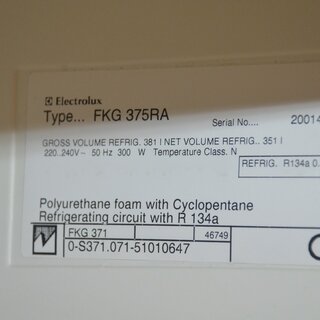 Electrolux
Type... FKG 375RA
Serial No.... 20014
GROSS VOLUME REFRIG. 381 l NET VOLUME REFRIG.. 351 l
220..240V~ 50 Hz 300 W Temperature Class. N
REFRIG. R134a 0.
Polyurethane foam with Cyclopentane
Refrigerating circuit with R 134a
FKG 371 46749
0-S371.071-51010647